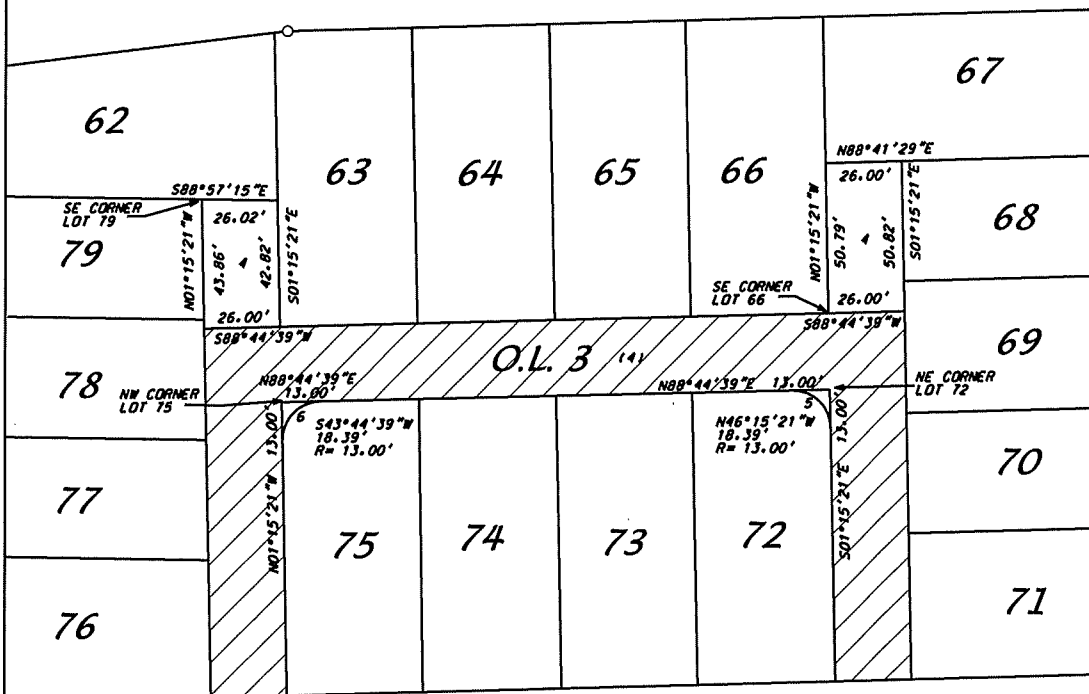 67
62
63
64
65
66
N88°41'29"E
S88°57'15"E
26.00'
SE CORNER
LOT 79
26.02'
N01°15'21"W
43.86'
4
42.82'
S01°15'21"E
N01°15'21"W
50.79'
4
50.82'
S01°15'21"E
68
79
SE CORNER
LOT 66
26.00'
26.00'
S88°44'39"W
S88°44'39"W
O.L. 3 (4)
69
78
N88°44'39"E
13.00'
N88°44'39"E 13.00'
NW CORNER
LOT 75
NE CORNER
LOT 72
6
5
13.00'
13.00'
S43°44'39"W
18.39'
R= 13.00'
N46°15'21"W
18.39'
R= 13.00'
N01°15'21"W
S01°15'21"E
70
77
75
74
73
72
71
76